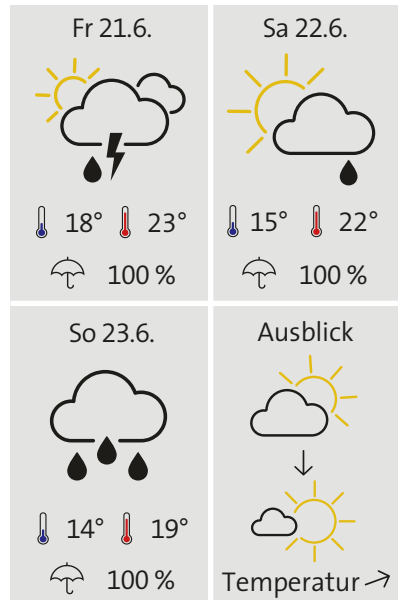 Fr 21.6.
18° 23°
100 %
Sa 22.6.
15° 22°
100 %
So 23.6.
14° 19°
100 %
Ausblick
Temperatur